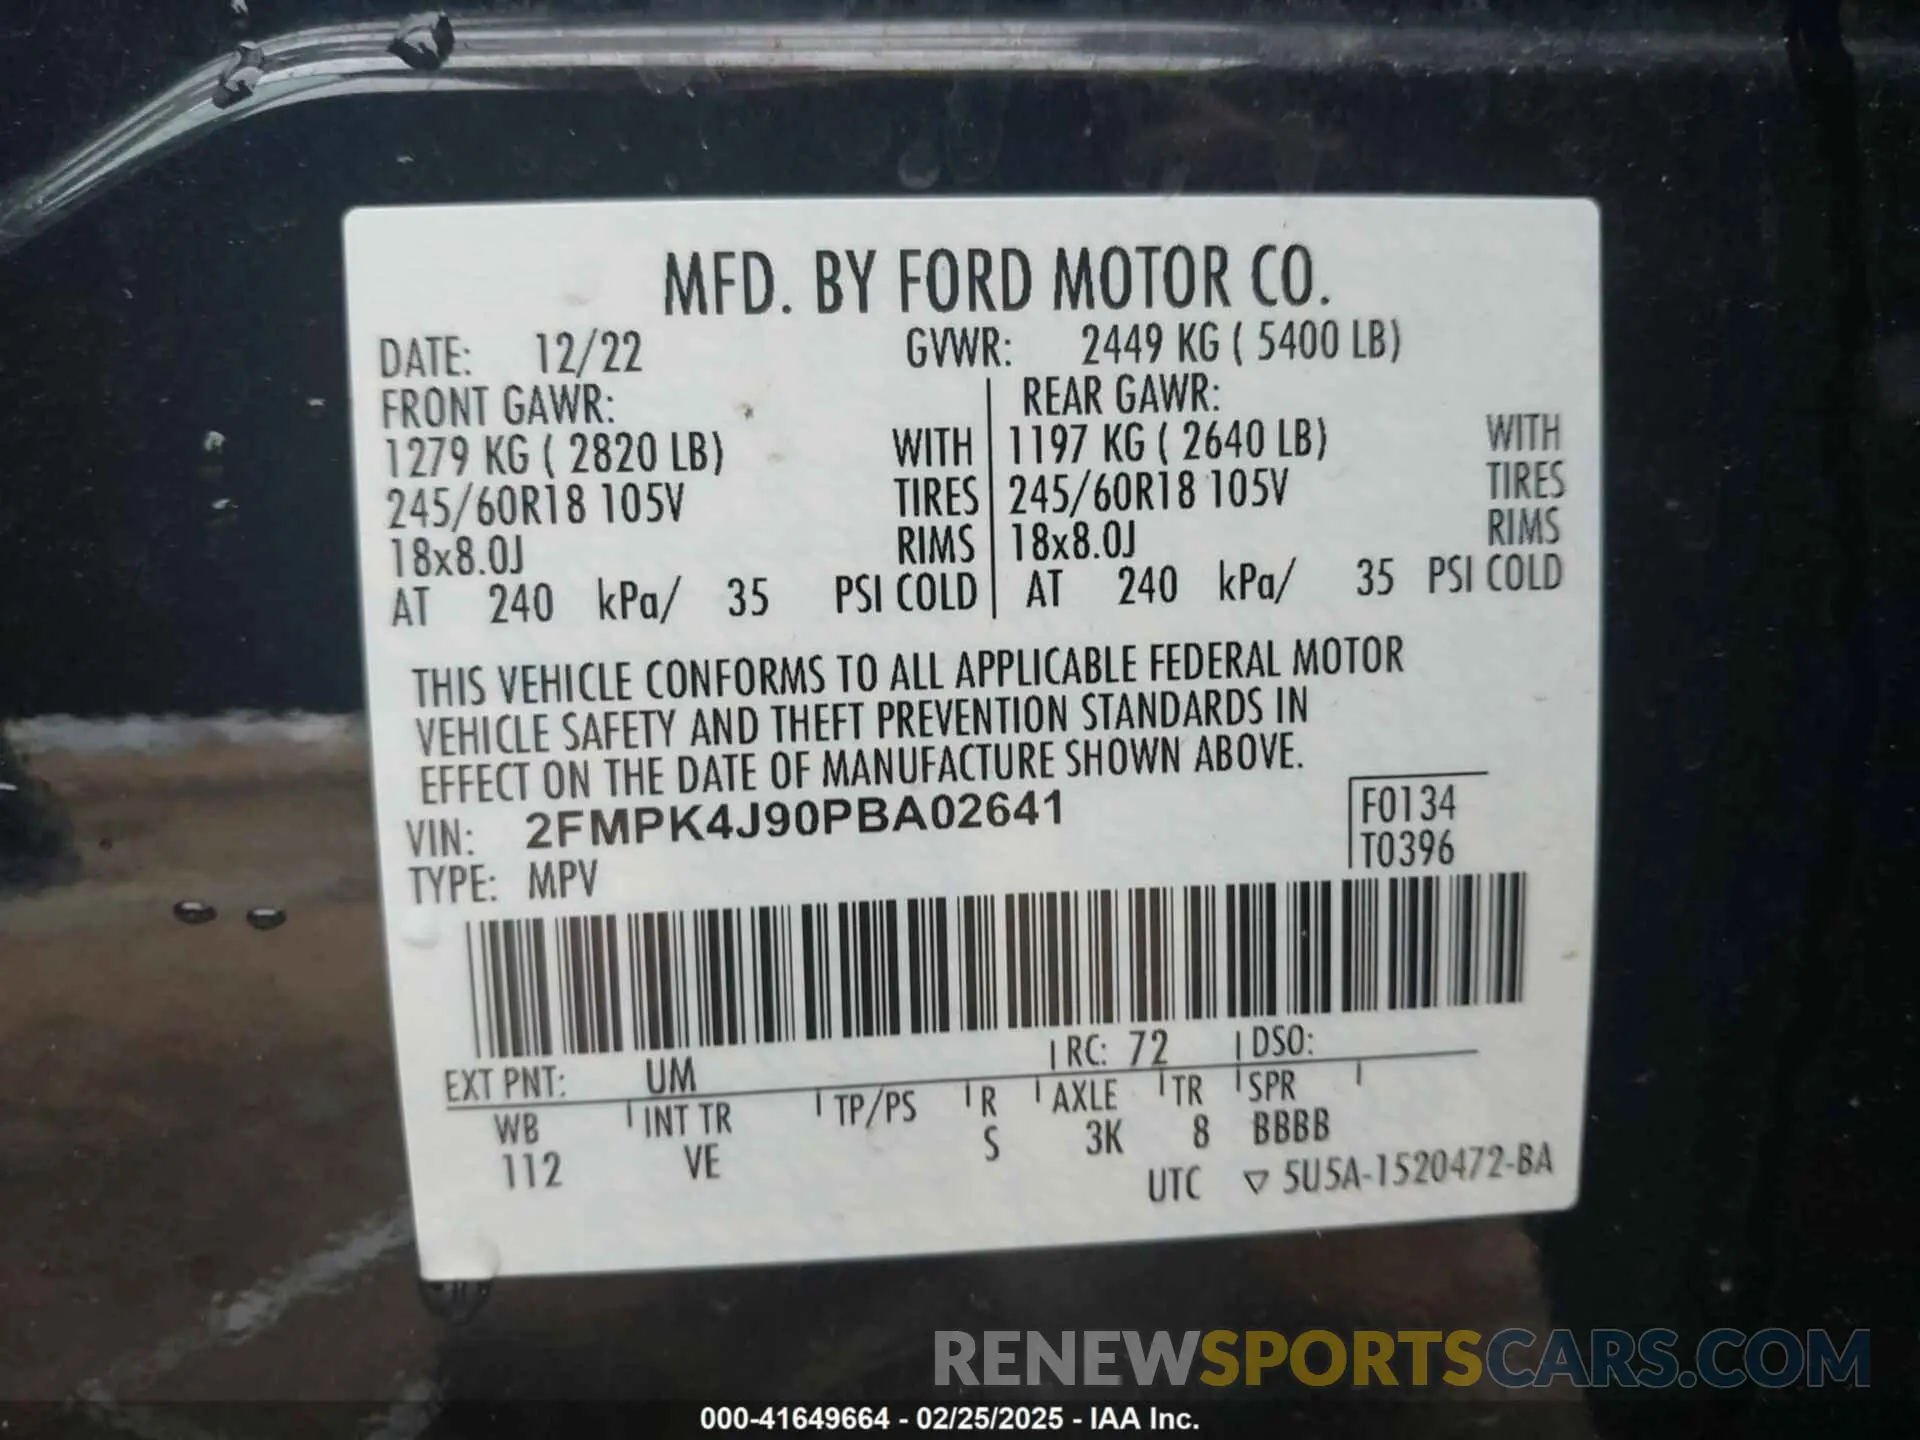 MFD. BY FORD MOTOR CO.
DATE: 12/22 GVWR: 2449 KG ( 5400 LB)
FRONT GAWR: REAR GAWR:
1279 KG ( 2820 LB) WITH 1197 KG ( 2640 LB) WITH
245/60R18 105V TIRES 245/60R18 105V TIRES
18x8.0J RIMS 18x8.0J RIMS
AT 240 kPa/ 35 PSI COLD AT 240 kPa/ 35 PSI COLD
THIS VEHICLE CONFORMS TO ALL APPLICABLE FEDERAL MOTOR
VEHICLE SAFETY AND THEFT PREVENTION STANDARDS IN
EFFECT ON THE DATE OF MANUFACTURE SHOWN ABOVE.
VIN: 2FMPK4J90PBA02641 F0134
TYPE: MPV T0396
EXT PNT: UM RC: 72 DSO:
WB INT TR TP/PS R AXLE TR SPR
112 VE S 3K 8 BBBB
UTC ▽ 5U5A-1520472-BA
RENEWSPORTSCARS.COM
000-41649664 - 02/25/2025 - IAA Inc.